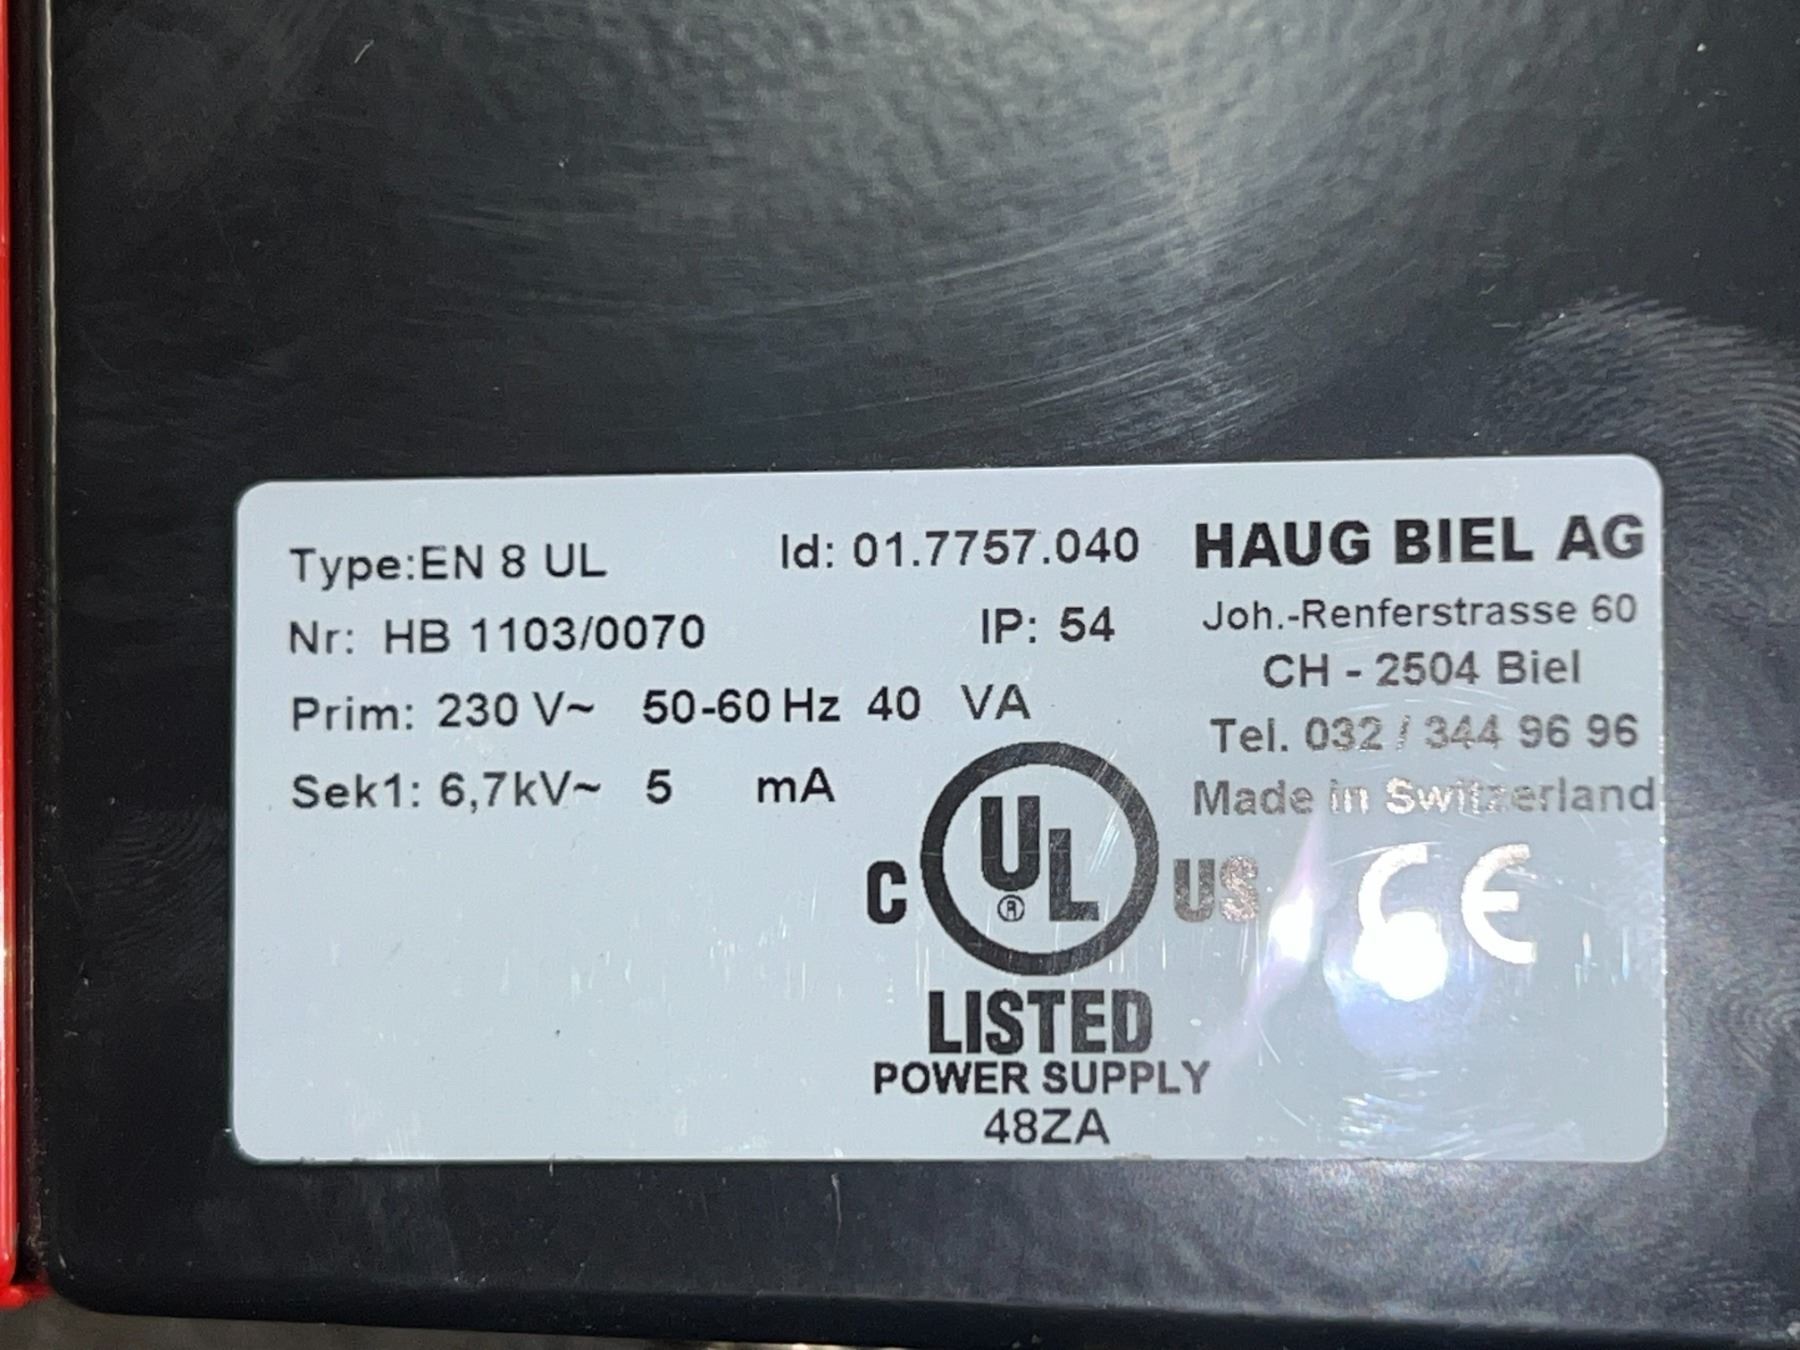 Type:EN 8 UL Id: 01.7757.040
Nr: HB 1103/0070 IP: 54
Prim: 230 V~ 50-60 Hz 40 VA
Sek1: 6,7kV~ 5 mA
HAUG BIEL AG
Joh.-Renferstrasse 60
CH - 2504 Biel
Tel. 032 / 344 96 96
Made in Switzerland
C UL ® US
CE
LISTED
POWER SUPPLY
48ZA